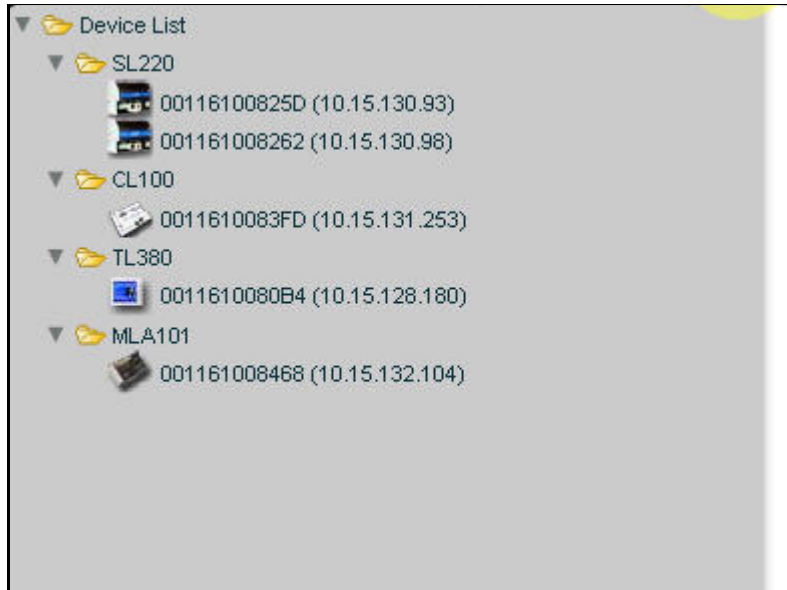 Device List
SL220
00116100825D (10.15.130.93)
001161008262 (10.15.130.98)
CL100
0011610083FD (10.15.131.253)
TL380
0011610080B4 (10.15.128.180)
MLA101
001161008468 (10.15.132.104)